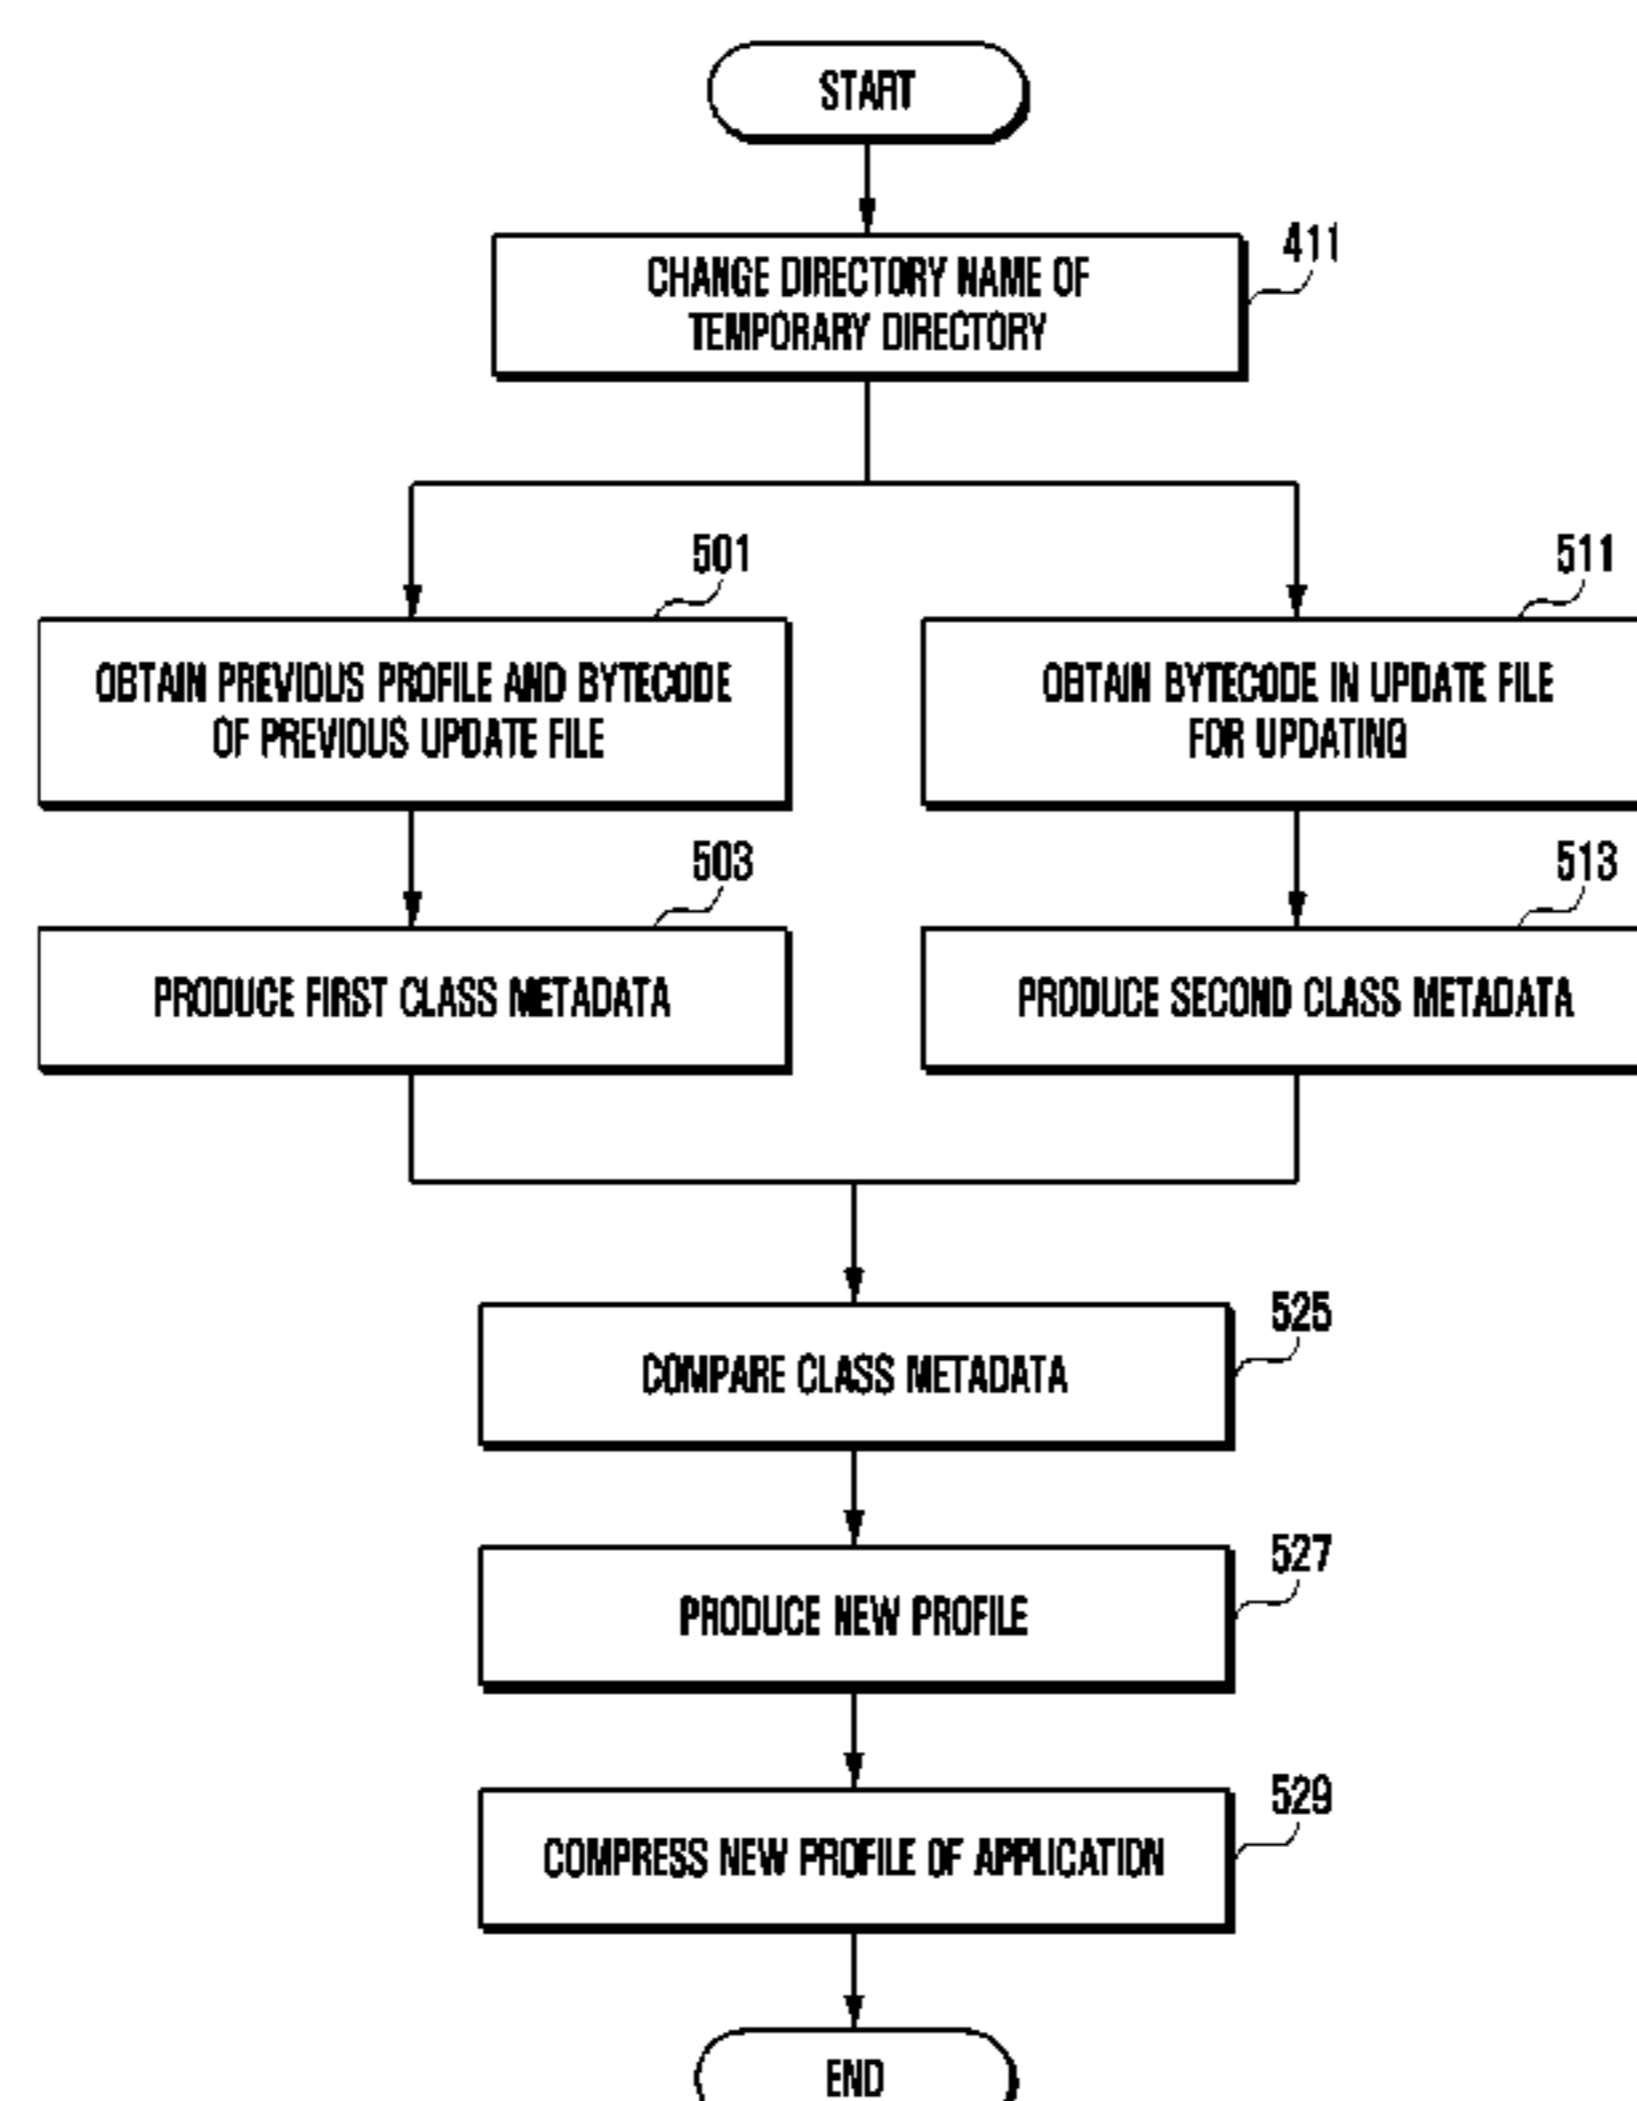 START
411
CHANGE DIRECTORY NAME OF
TEMPORARY DIRECTORY
501
OBTAIN PREVIOUS PROFILE AND BYTECODE
OF PREVIOUS UPDATE FILE
511
OBTAIN BYTECODE IN UPDATE FILE
FOR UPDATING
503
PRODUCE FIRST CLASS METADATA
513
PRODUCE SECOND CLASS METADATA
525
COMPARE CLASS METADATA
527
PRODUCE NEW PROFILE
529
COMPRESS NEW PROFILE OF APPLICATION
END